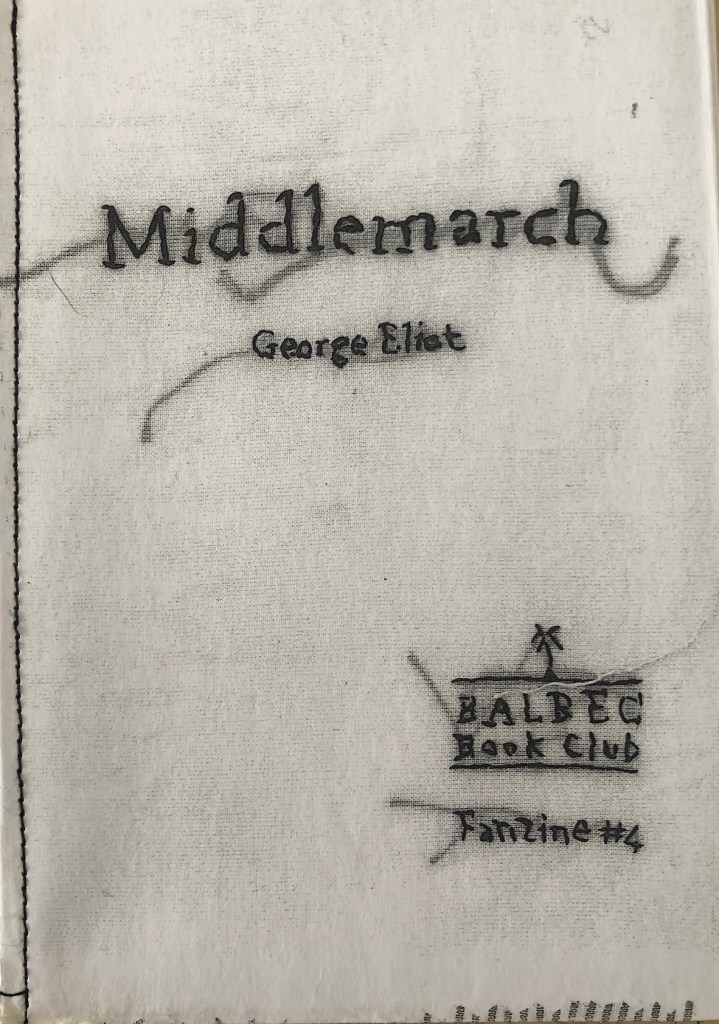 Middlemarch
George Eliot
BALBEC
Book Club
Fanzine #4